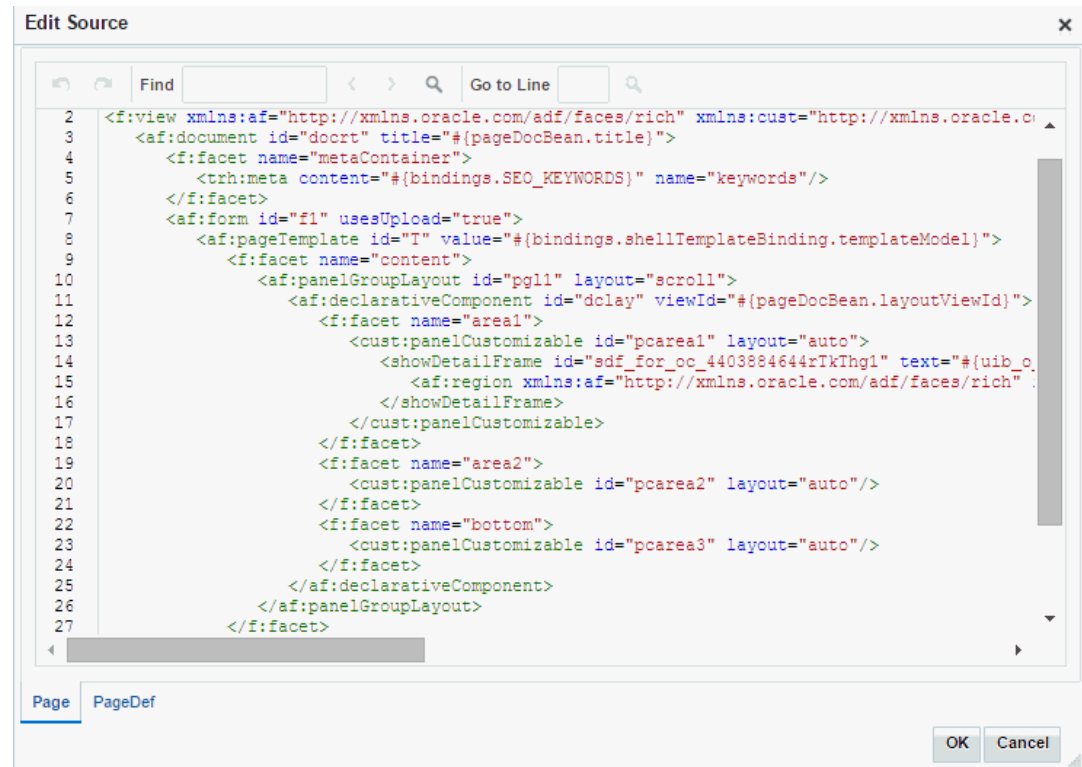 Edit Source
Find
Go to Line
2 <f:view xmlns:af="http://xmlns.oracle.com/adf/faces/rich" xmlns:cust="http://xmlns.oracle.c
3 <af:document id="docrt" title="#{pageDocBean.title}">
4 <f:facet name="metaContainer">
5 <trh:meta content="#{bindings.SEO_KEYWORDS}" name="keywords"/>
6 </f:facet>
7 <af:form id="f1" usesUpload="true">
8 <af:pageTemplate id="T" value="#{bindings.shellTemplateBinding.templateModel}">
9 <f:facet name="content">
10 <af:panelGroupLayout id="pgl1" layout="scroll">
11 <af:declarativeComponent id="dclay" viewId="#{pageDocBean.layoutViewId}">
12 <f:facet name="area1">
13 <cust:panelCustomizable id="pcarea1" layout="auto">
14 <showDetailFrame id="sdf_for_oc_4403884644rTkThg1" text="#{uib_o_
15 <af:region xmlns:af="http://xmlns.oracle.com/adf/faces/rich"
16 </showDetailFrame>
17 </cust:panelCustomizable>
18 </f:facet>
19 <f:facet name="area2">
20 <cust:panelCustomizable id="pcarea2" layout="auto"/>
21 </f:facet>
22 <f:facet name="bottom">
23 <cust:panelCustomizable id="pcarea3" layout="auto"/>
24 </f:facet>
25 </af:declarativeComponent>
26 </af:panelGroupLayout>
27 </f:facet>
Page PageDef
OK Cancel